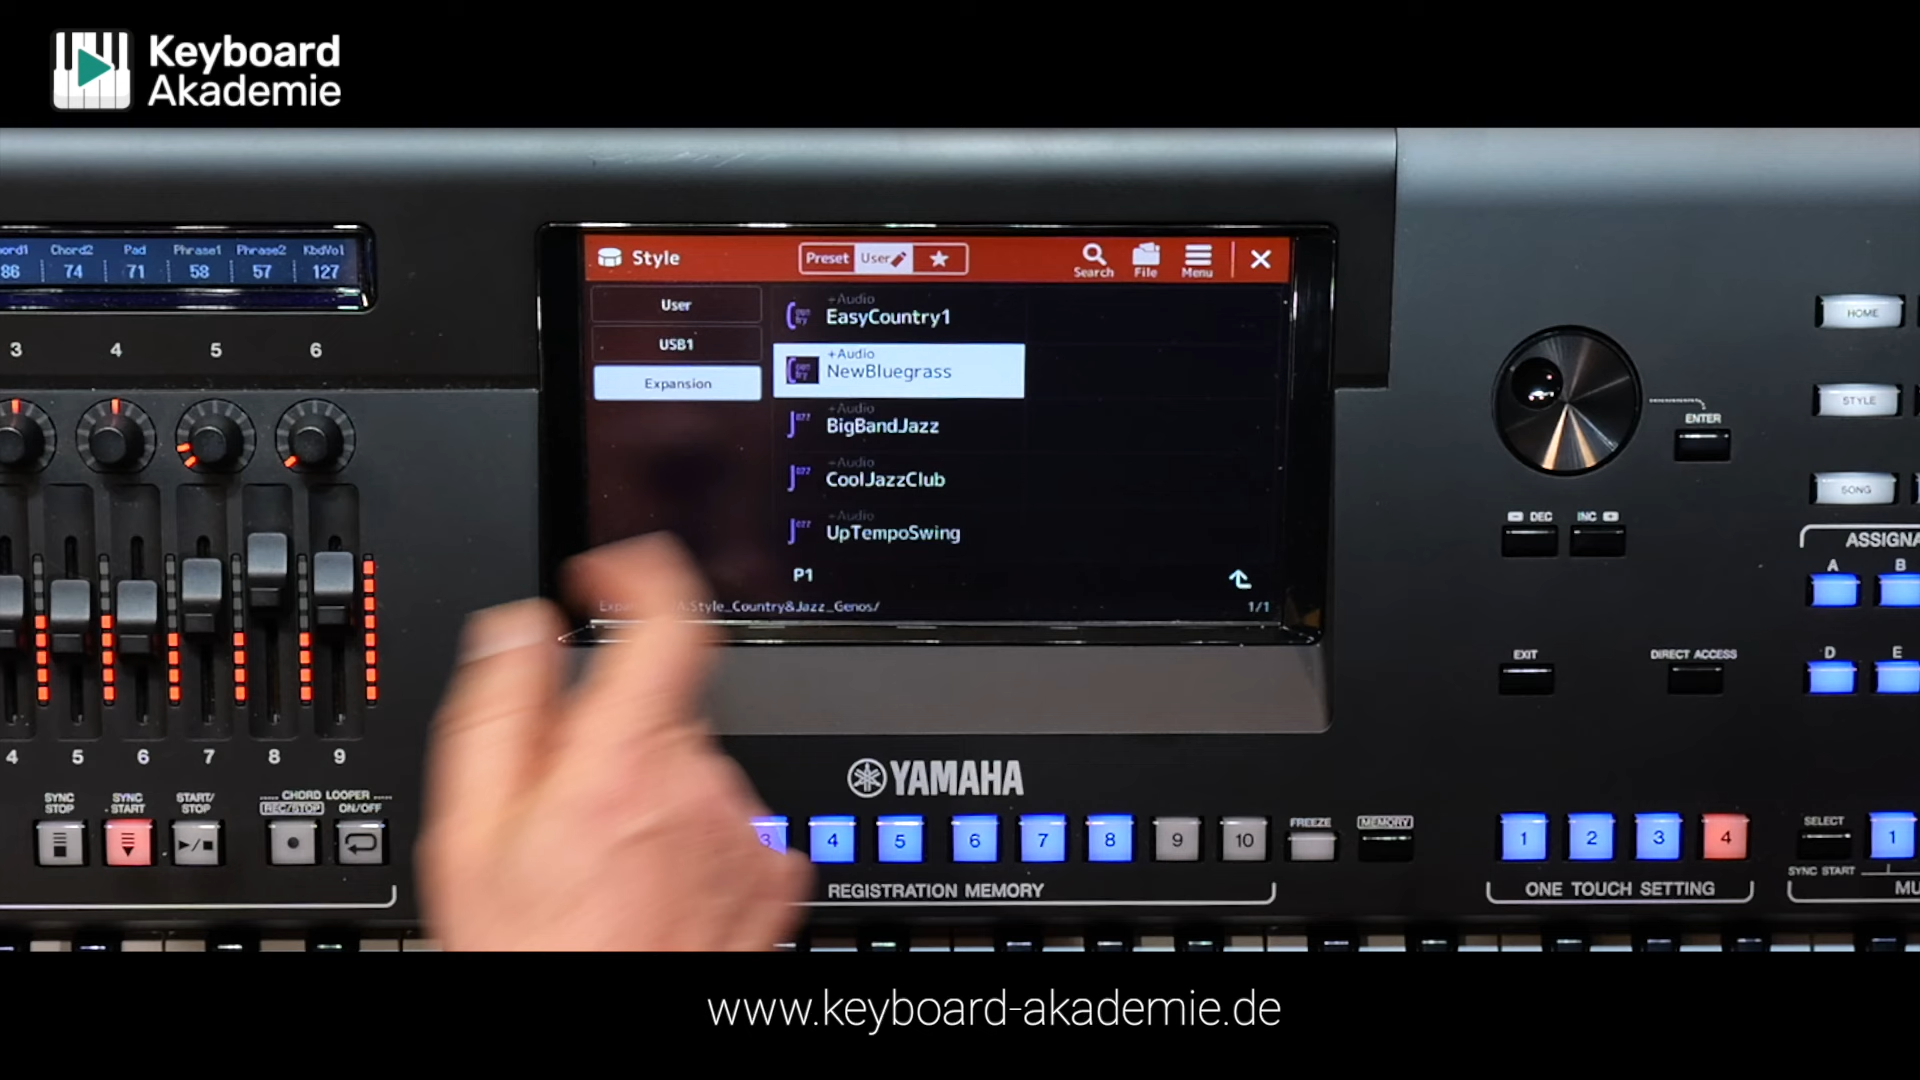 Keyboard
Akademie
Chord2 Pad Phrase1 Phrase2 KbdVol
86 74 71 58 57 127
3 4 5 6
Style
Preset User
Search File Menu
User
USB1
Expansion
+Audio
EasyCountry1
+Audio
NewBluegrass
+Audio
BigBandJazz
+Audio
CoolJazzClub
+Audio
UpTempoSwing
P1
A.Style_Country&Jazz_Genos/
1/1
HOME
STYLE
SONG
ENTER
DEC INC
EXIT
DIRECT ACCESS
A B
D E
4 5 6 7 8 9
SYNC STOP
SYNC START
START/STOP
CHORD LOOPER
REC/STOP ON/OFF
YAMAHA
3 4 5 6 7 8 9 10
FREEZE
MEMORY
REGISTRATION MEMORY
1 2 3 4
ONE TOUCH SETTING
SELECT
1
SYNC START
www.keyboard-akademie.de